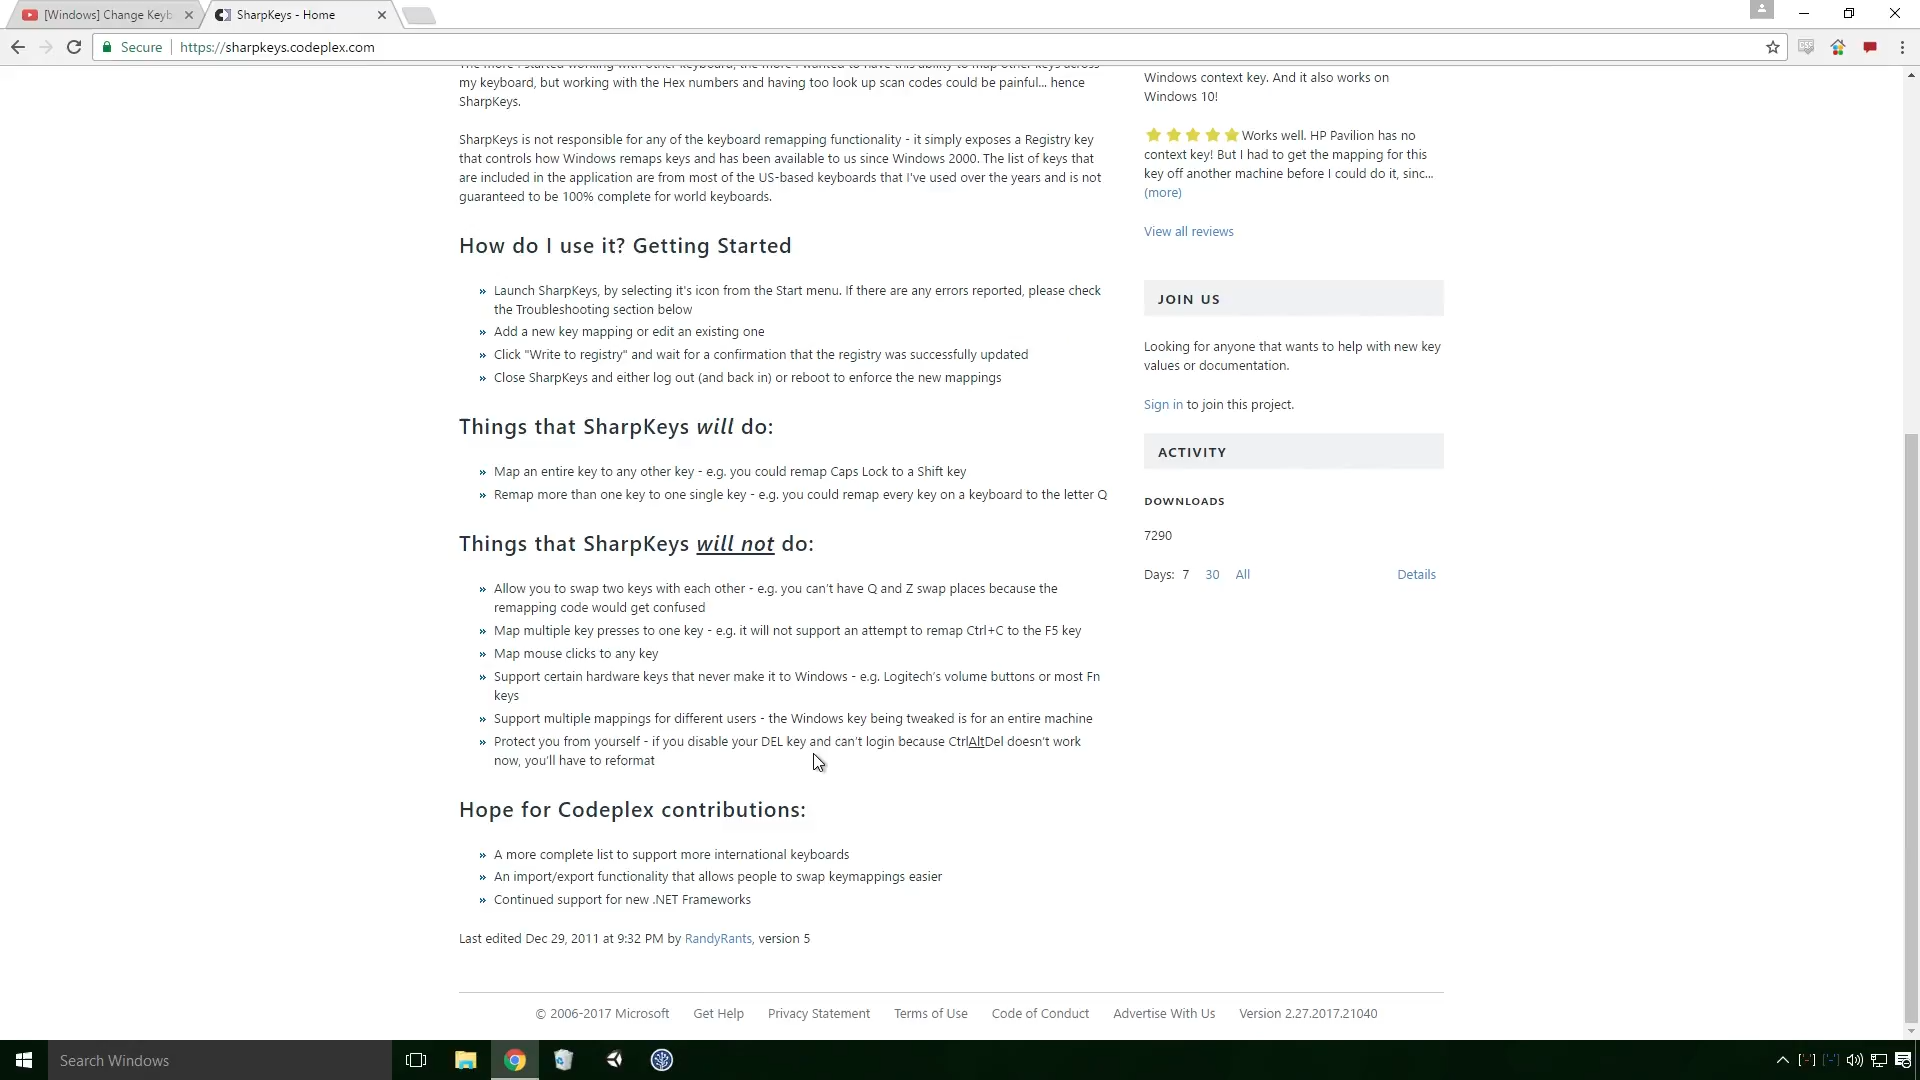 [Windows] Change Keyb
SharpKeys - Home
Secure
https://sharpkeys.codeplex.com
The more I started working with other keyboard, the more I wanted to have this ability to map other keys across
my keyboard, but working with the Hex numbers and having too look up scan codes could be painful... hence
SharpKeys.
SharpKeys is not responsible for any of the keyboard remapping functionality - it simply exposes a Registry key
that controls how Windows remaps keys and has been available to us since Windows 2000. The list of keys that
are included in the application are from most of the US-based keyboards that I've used over the years and is not
guaranteed to be 100% complete for world keyboards.
How do I use it? Getting Started
» Launch SharpKeys, by selecting it's icon from the Start menu. If there are any errors reported, please check
the Troubleshooting section below
» Add a new key mapping or edit an existing one
» Click "Write to registry" and wait for a confirmation that the registry was successfully updated
» Close SharpKeys and either log out (and back in) or reboot to enforce the new mappings
Things that SharpKeys will do:
» Map an entire key to any other key - e.g. you could remap Caps Lock to a Shift key
» Remap more than one key to one single key - e.g. you could remap every key on a keyboard to the letter Q
Things that SharpKeys will not do:
» Allow you to swap two keys with each other - e.g. you can't have Q and Z swap places because the
remapping code would get confused
» Map multiple key presses to one key - e.g. it will not support an attempt to remap Ctrl+C to the F5 key
» Map mouse clicks to any key
» Support certain hardware keys that never make it to Windows - e.g. Logitech's volume buttons or most Fn
keys
» Support multiple mappings for different users - the Windows key being tweaked is for an entire machine
» Protect you from yourself - if you disable your DEL key and can't login because CtrlAltDel doesn't work
now, you'll have to reformat
Hope for Codeplex contributions:
» A more complete list to support more international keyboards
» An import/export functionality that allows people to swap keymappings easier
» Continued support for new .NET Frameworks
Last edited Dec 29, 2011 at 9:32 PM by RandyRants, version 5
Windows context key. And it also works on
Windows 10!
Works well. HP Pavilion has no
context key! But I had to get the mapping for this
key off another machine before I could do it, sinc...
(more)
View all reviews
JOIN US
Looking for anyone that wants to help with new key
values or documentation.
Sign in to join this project.
ACTIVITY
DOWNLOADS
7290
Days: 7 30 All Details
© 2006-2017 Microsoft Get Help Privacy Statement Terms of Use Code of Conduct Advertise With Us Version 2.27.2017.21040
Search Windows